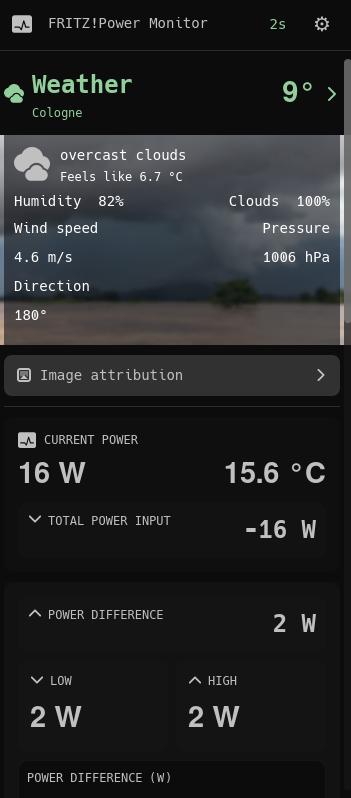 FRITZ!Power Monitor 2s
Weather 9°
Cologne
overcast clouds
Feels like 6.7 °C
Humidity 82% Clouds 100%
Wind speed Pressure
4.6 m/s 1006 hPa
Direction
180°
Image attribution
CURRENT POWER
16 W 15.6 °C
TOTAL POWER INPUT -16 W
POWER DIFFERENCE 2 W
LOW HIGH
2 W 2 W
POWER DIFFERENCE (W)